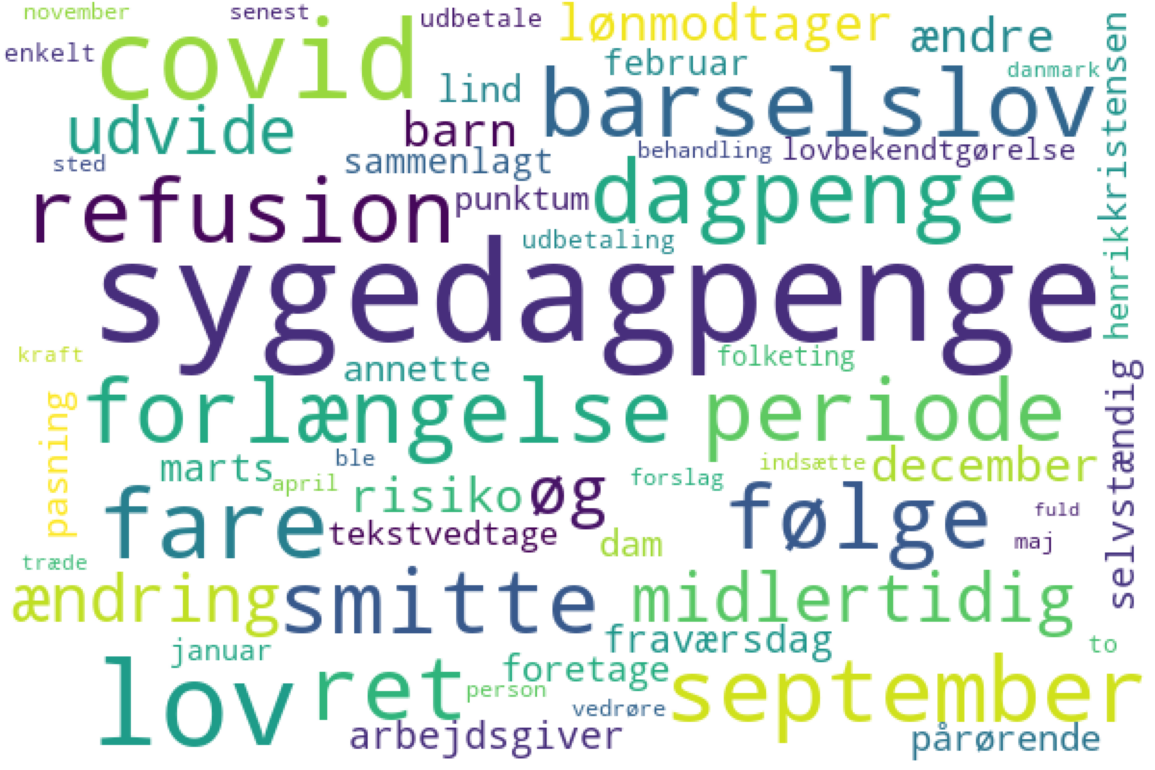 november
senest
udbetale
lønmodtager
ændre
henrikkristensen
enkelt
covid
lind
februar
barselslov
danmark
udvide
barn
sted
sammenlagt
behandling
lovbekendtgørelse
refusion
punktum
dagpenge
udbetaling
sygedagpenge
kraft
annette
folketing
selvstændig
pasning
forlængelse
periode
marts
april
ble
risiko
øg
forslag
indsætte
december
fare
tekstvedtage
dam
følge
fuld
maj
træde
ændring
smitte
midlertidig
januar
fraværsdag
to
lov
ret
person
foretage
vedrøre
september
arbejdsgiver
pårørende